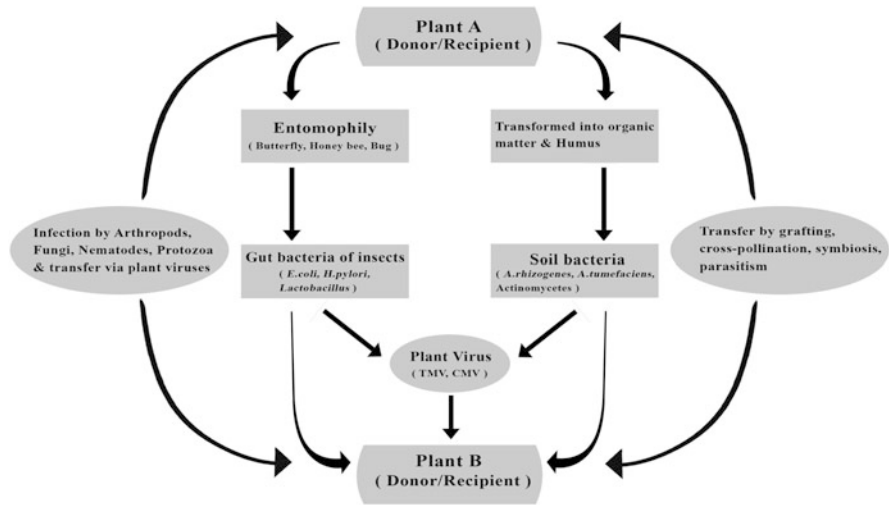 Plant A
( Donor/Recipient )
Entomophily
( Butterfly, Honey bee, Bug )
Transformed into organic
matter & Humus
Infection by Arthropods,
Fungi, Nematodes, Protozoa
& transfer via plant viruses
Gut bacteria of insects
( E.coli, H.pylori,
Lactobacillus )
Soil bacteria
( A.rhizogenes, A.tumefaciens,
Actinomycetes )
Transfer by grafting,
cross-pollination, symbiosis,
parasitism
Plant Virus
( TMV, CMV )
Plant B
( Donor/Recipient )